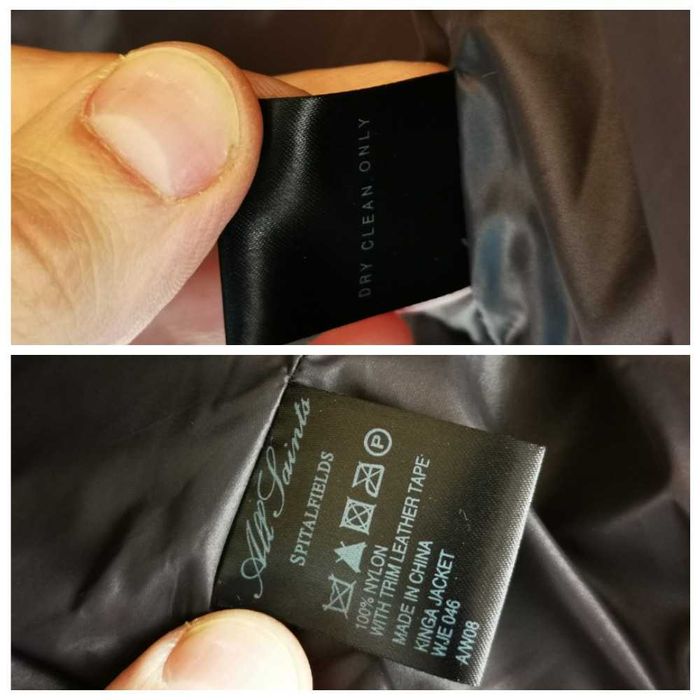 DRY CLEAN ONLY
All Saints
SPITALFIELDS
P
100% NYLON
WITH TRIM LEATHER TAPE
MADE IN CHINA
KINGA JACKET
WJE 046
A/W08